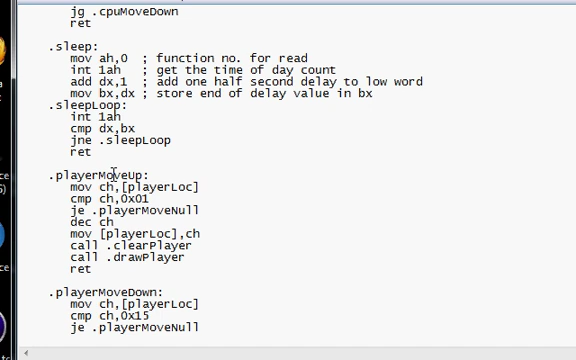 jg .cpuMoveDown
ret
.sleep:
mov ah,0 ; function no. for read
int 1ah ; get the time of day count
add dx,1 ; add one half second delay to low word
mov bx,dx ; store end of delay value in bx
.sleepLoop:
int 1ah
cmp dx,bx
jne .sleepLoop
ret
.playerMoveUp:
mov ch,[playerLoc]
cmp ch,0x01
je .playerMoveNull
dec ch
mov [playerLoc],ch
call .clearPlayer
call .drawPlayer
ret
.playerMoveDown:
mov ch,[playerLoc]
cmp ch,0x15
je .playerMoveNull